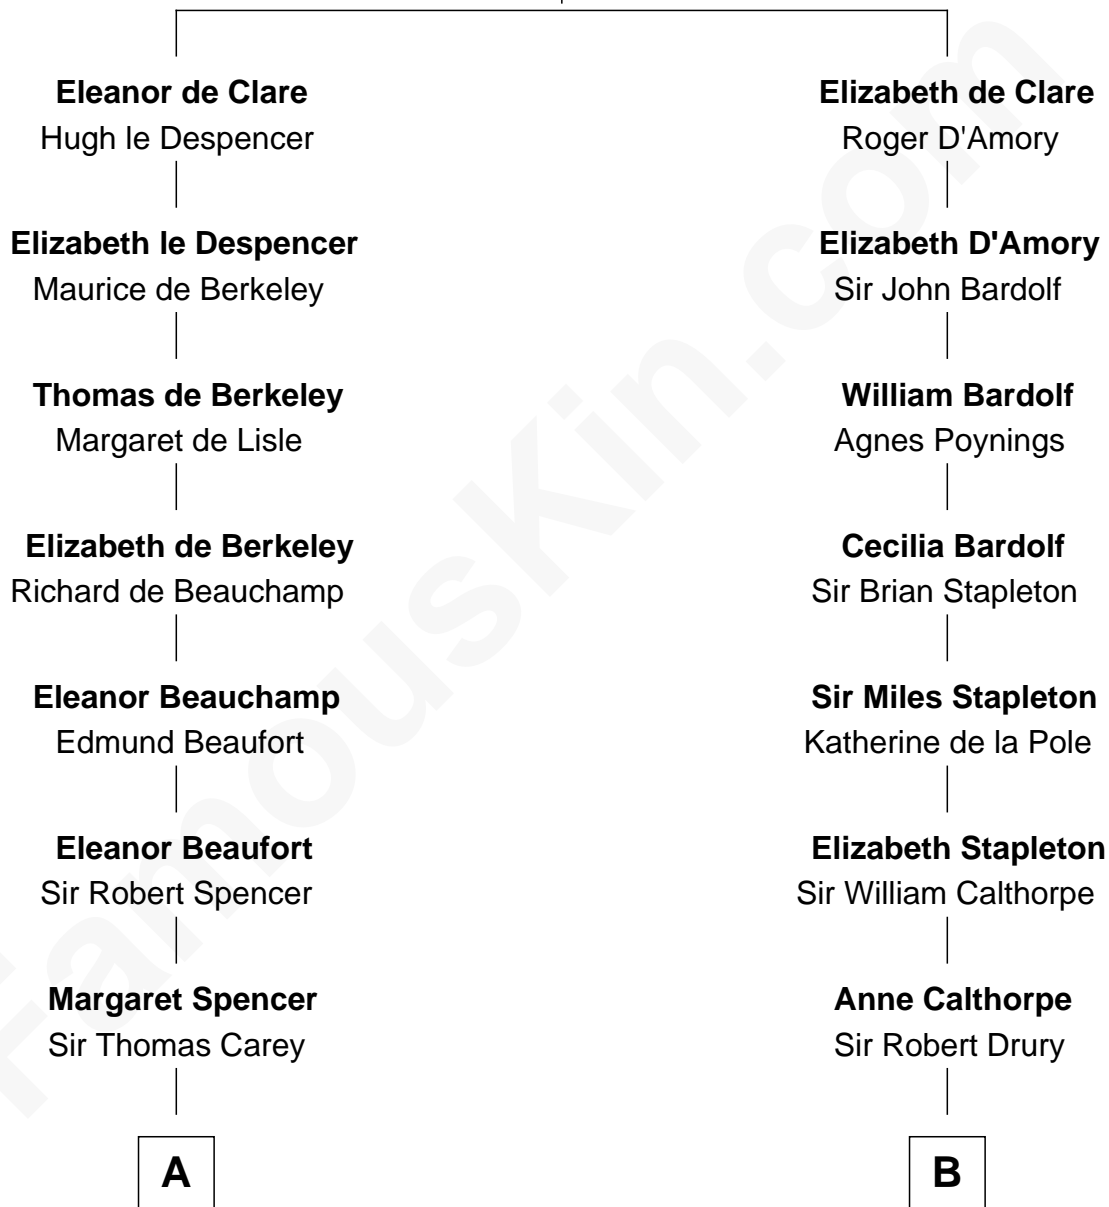 Eleanor de Clare
Hugh le Despencer
Elizabeth le Despencer
Maurice de Berkeley
Thomas de Berkeley
Margaret de Lisle
Elizabeth de Berkeley
Richard de Beauchamp
Eleanor Beauchamp
Edmund Beaufort
Eleanor Beaufort
Sir Robert Spencer
Margaret Spencer
Sir Thomas Carey
A
Elizabeth de Clare
Roger D'Amory
Elizabeth D'Amory
Sir John Bardolf
William Bardolf
Agnes Poynings
Cecilia Bardolf
Sir Brian Stapleton
Sir Miles Stapleton
Katherine de la Pole
Elizabeth Stapleton
Sir William Calthorpe
Anne Calthorpe
Sir Robert Drury
B
FamousKin.com